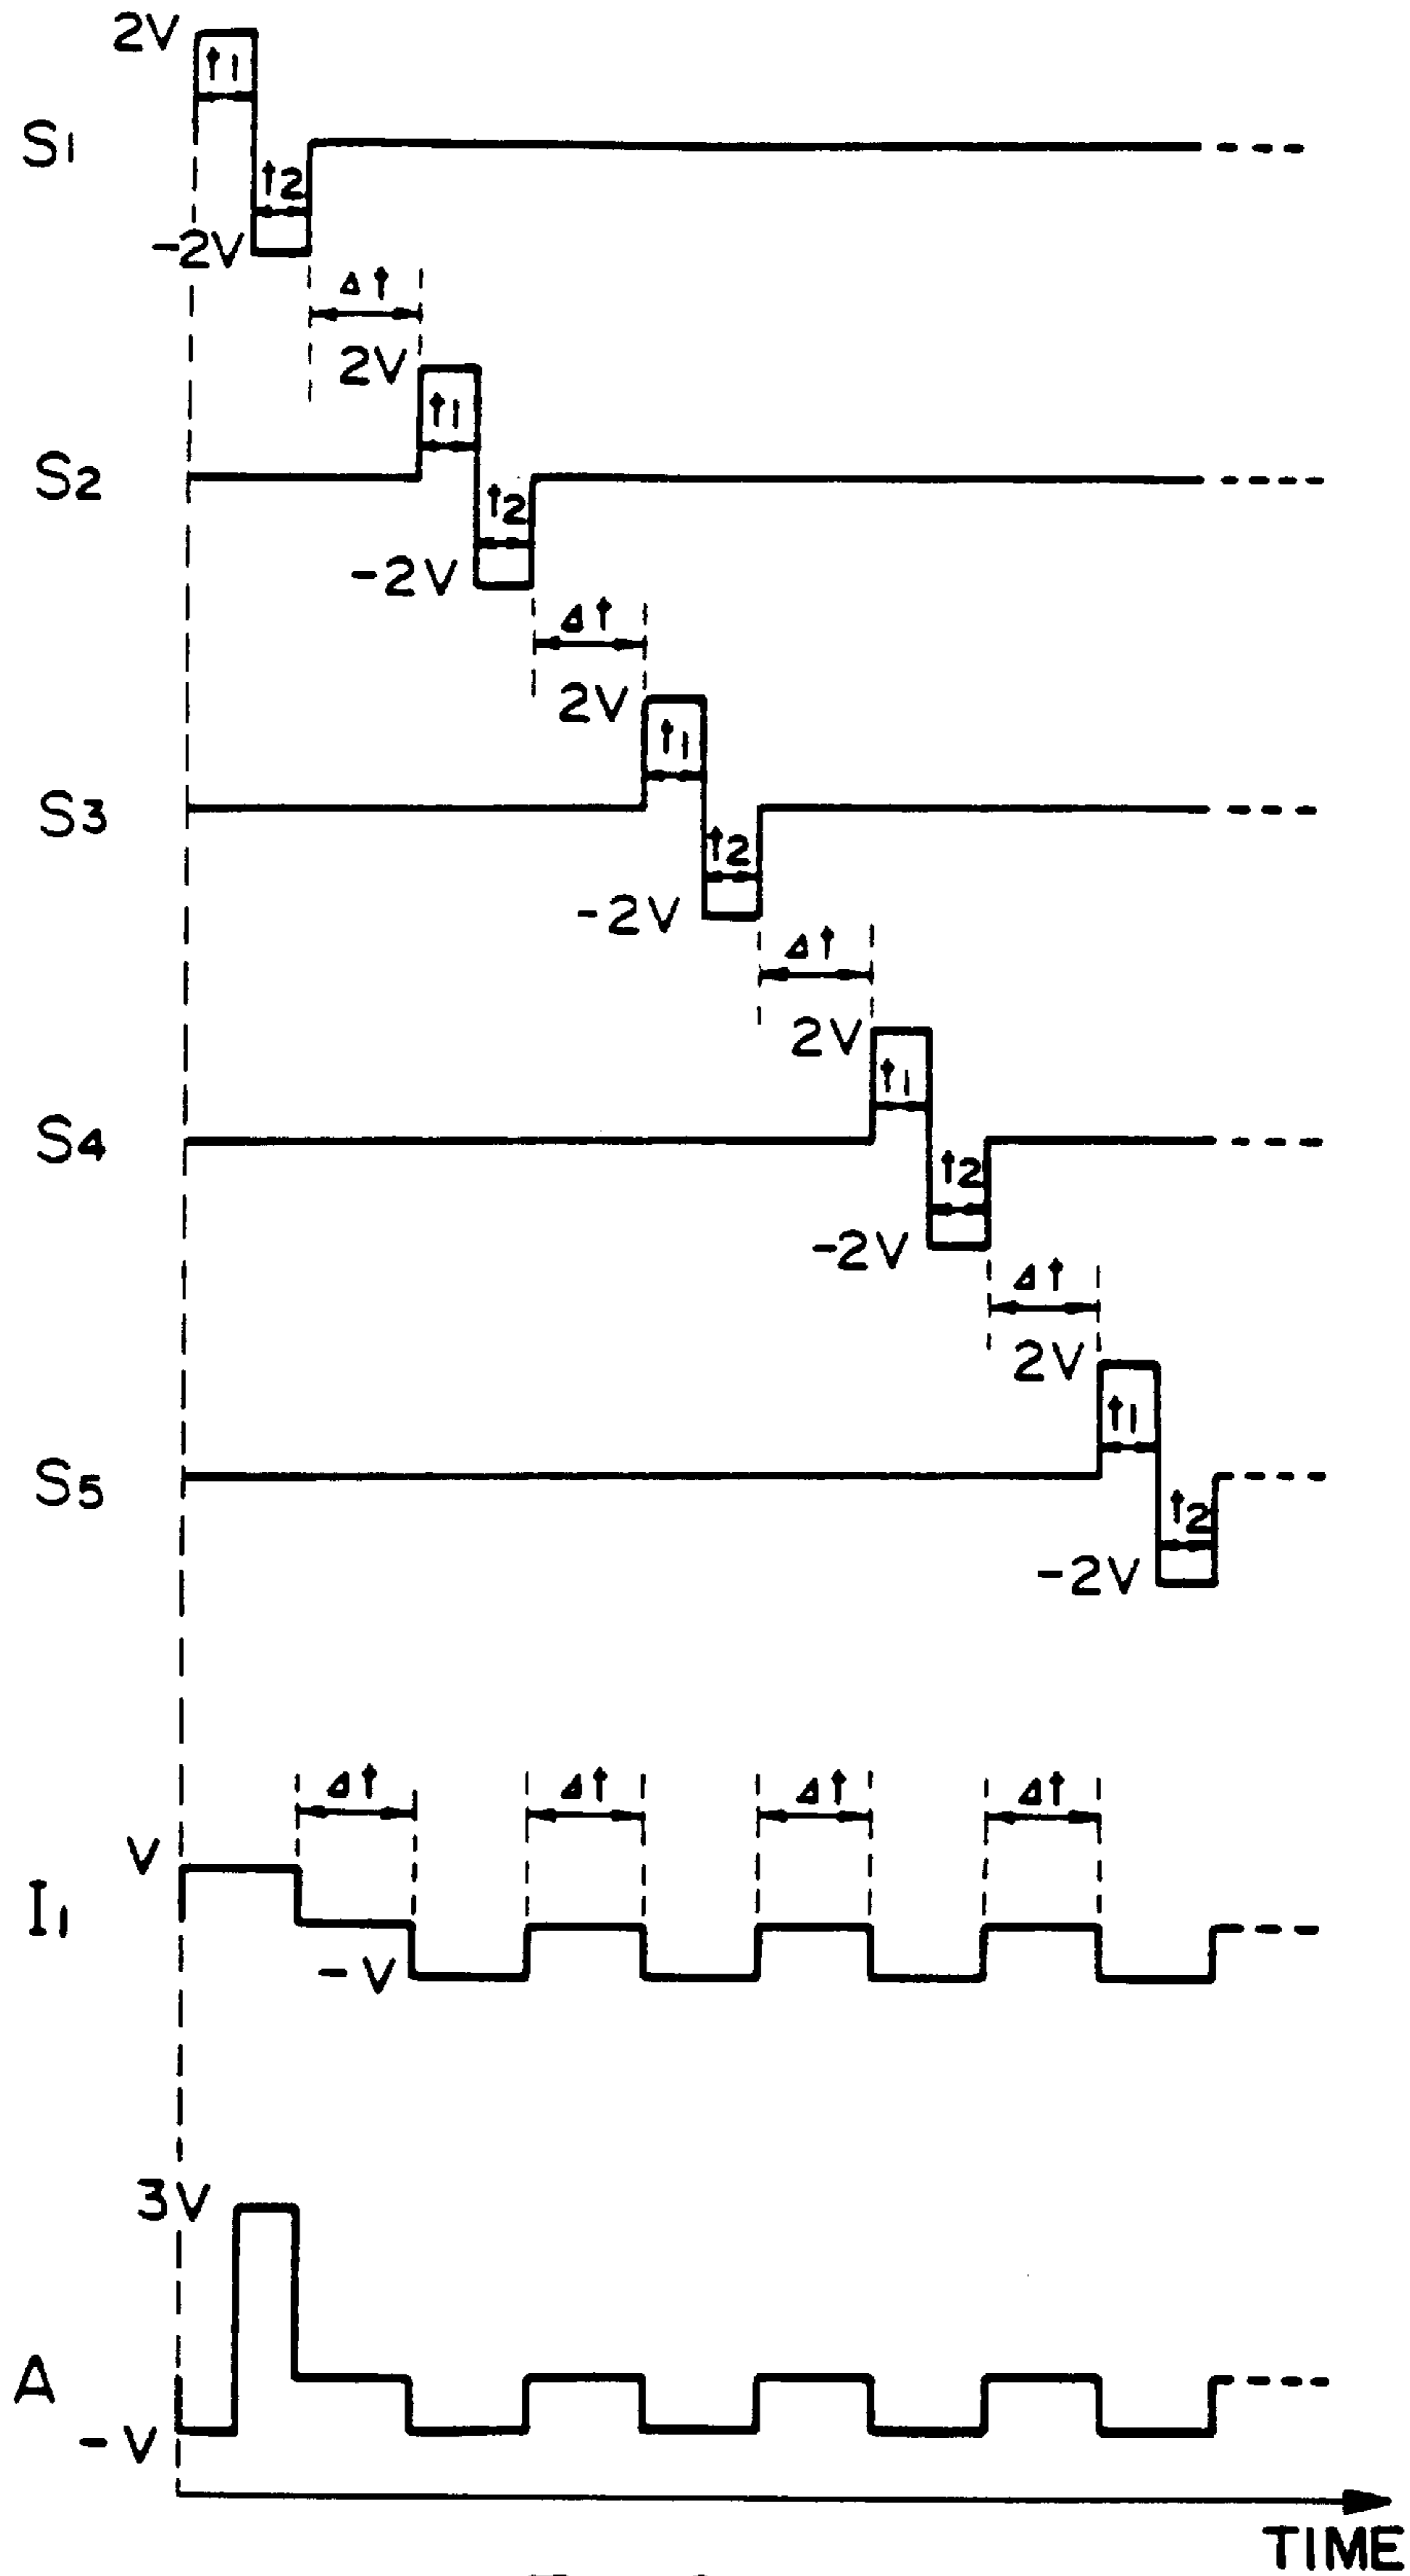 2V
t1
S1
t2
-2V
Δt
2V
t1
S2
t2
-2V
Δt
2V
t1
S3
t2
-2V
Δt
2V
t1
S4
t2
-2V
Δt
2V
t1
S5
t2
-2V
Δt Δt Δt Δt
V
I1
-V
3V
A
-V
TIME